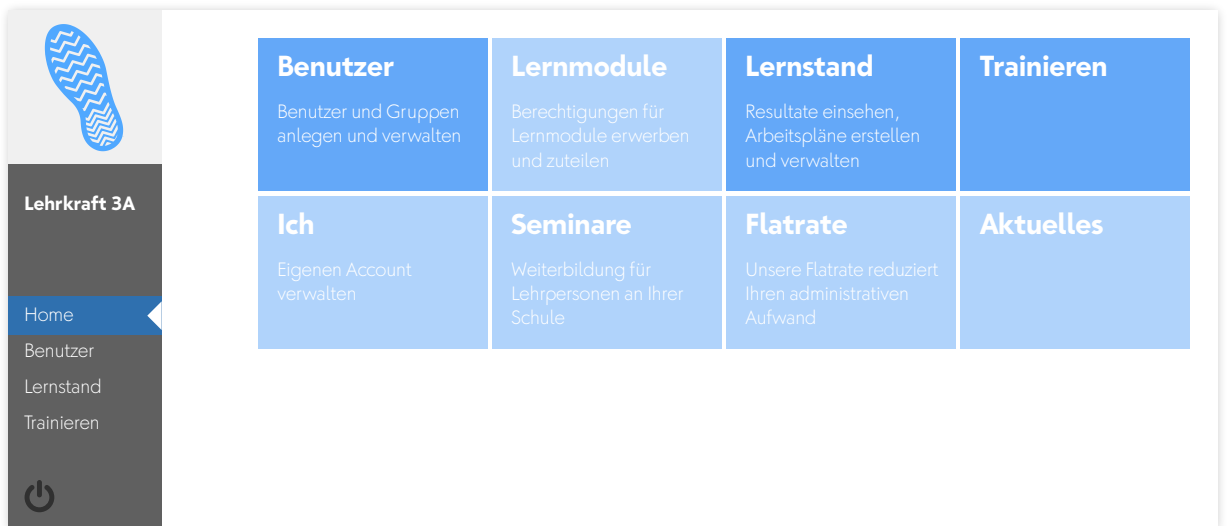 Lehrkraft 3A
Home
Benutzer
Lernstand
Trainieren
Benutzer
Benutzer und Gruppen
anlegen und verwalten
Lernmodule
Berechtigungen für
Lernmodule erwerben
und zuteilen
Lernstand
Resultate einsehen,
Arbeitspläne erstellen
und verwalten
Trainieren
Ich
Eigenen Account
verwalten
Seminare
Weiterbildung für
Lehrpersonen an Ihrer
Schule
Flatrate
Unsere Flatrate reduziert
Ihren administrativen
Aufwand
Aktuelles